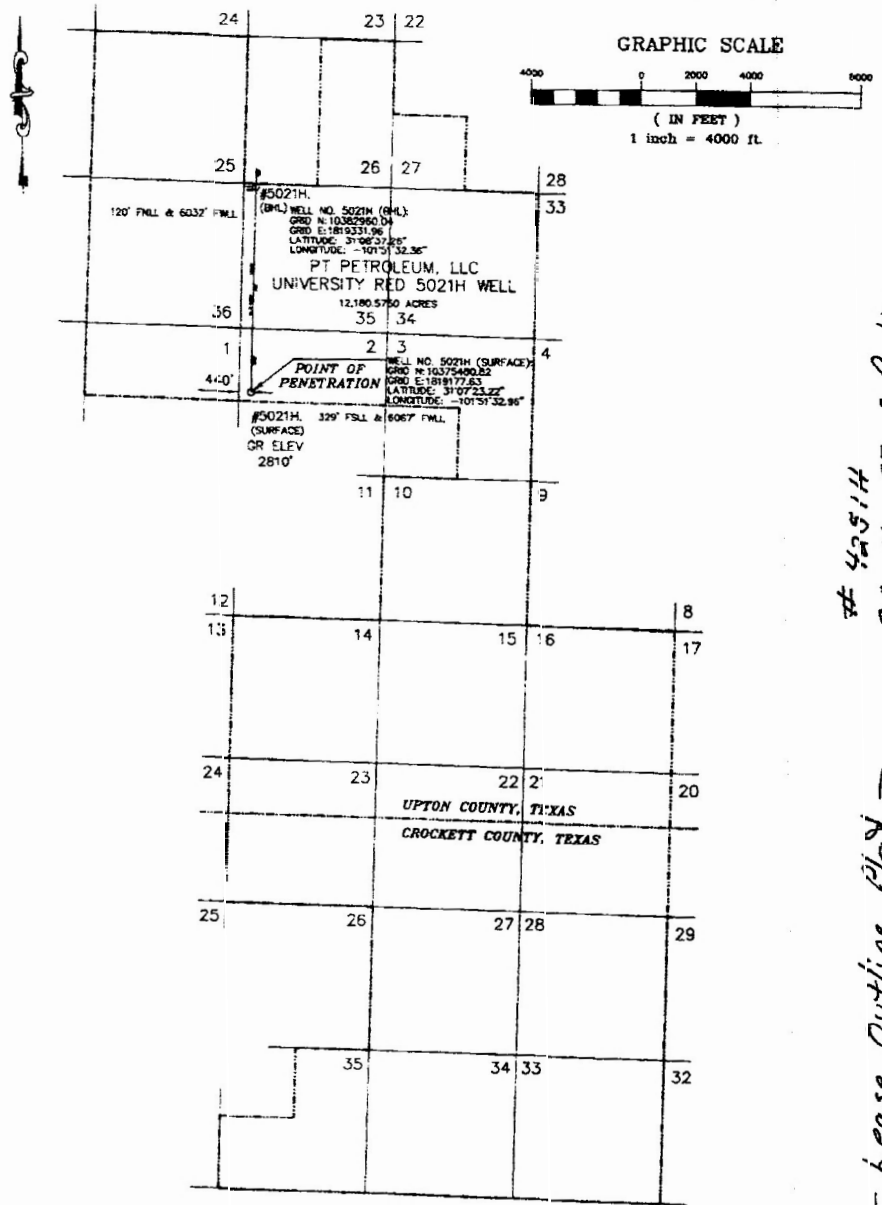 24 23 22
GRAPHIC SCALE
4000 0 2000 4000 8000
( IN FEET )
1 inch = 4000 ft.
25 26 27 28
33
120' FNLL & 6032' FWLL
#5021H.
(BHL)
WELL NO. 5021H (BHL):
GRID N:10382960.04
GRID E:1819331.96
LATITUDE: 31°08'37.26"
LONGITUDE: -101°51'32.36"
PT PETROLEUM, LLC
UNIVERSITY RED 5021H WELL
12,180.5750 ACRES
36 35 34
1 2 3 4
440'
POINT OF
PENETRATION
WELL NO. 5021H (SURFACE):
GRID N:10375480.82
GRID E:1819177.63
LATITUDE: 31°07'23.22"
LONGITUDE: -101°51'32.96"
#5021H. 329' FSLL & 6067' FWLL
(SURFACE)
GR ELEV
2810'
11 10 9
12 8
13 14 15 16 17
24 23 22 21 20
UPTON COUNTY, TEXAS
CROCKETT COUNTY, TEXAS
25 26 27 28 29
35 34 33 32
# 4251H
Lease Outline Plat